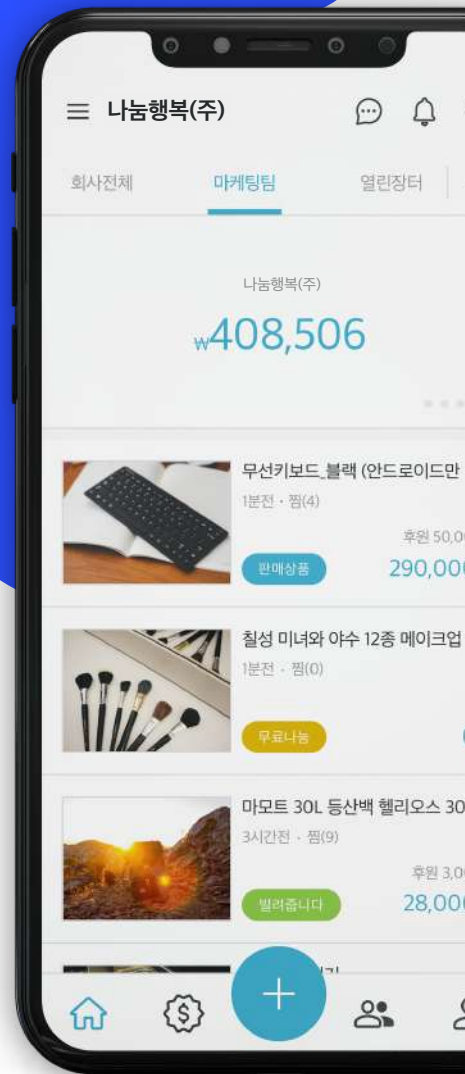 나눔행복(주)
회사전체 마케팅팀 열린장터
나눔행복(주)
₩408,506
무선키보드_블랙 (안드로이드만
1분전 · 찜(4)
후원 50,00
판매상품 290,000
칠성 미녀와 야수 12종 메이크업
1분전 · 찜(0)
무료나눔
마모트 30L 등산백 헬리오스 30
3시간전 · 찜(9)
후원 3,00
빌려줍니다 28,000